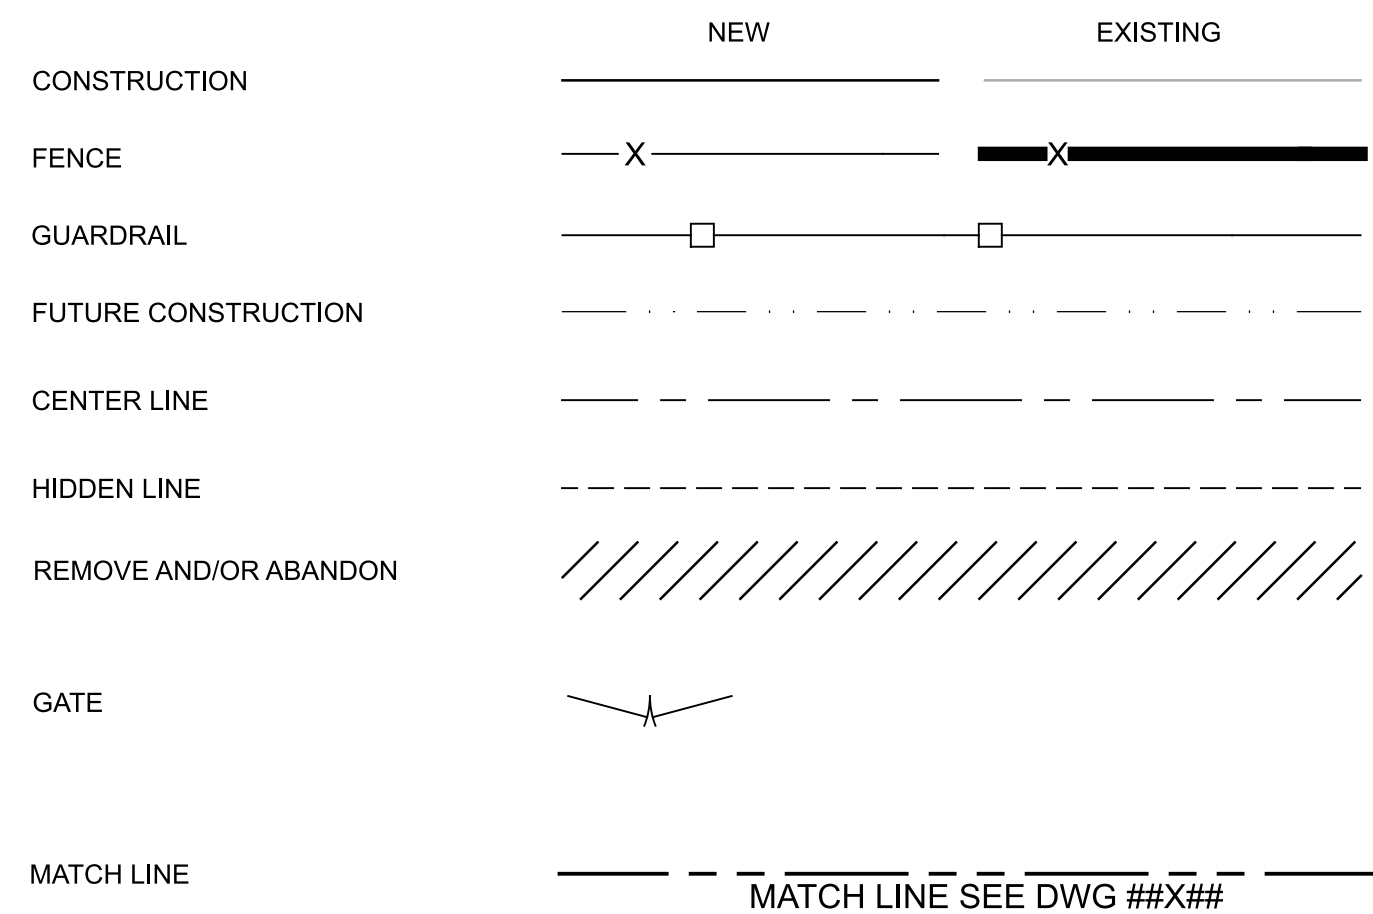 NEW EXISTING
CONSTRUCTION
FENCE X X
GUARDRAIL
FUTURE CONSTRUCTION
CENTER LINE
HIDDEN LINE
REMOVE AND/OR ABANDON
GATE
MATCH LINE
MATCH LINE SEE DWG ##X##